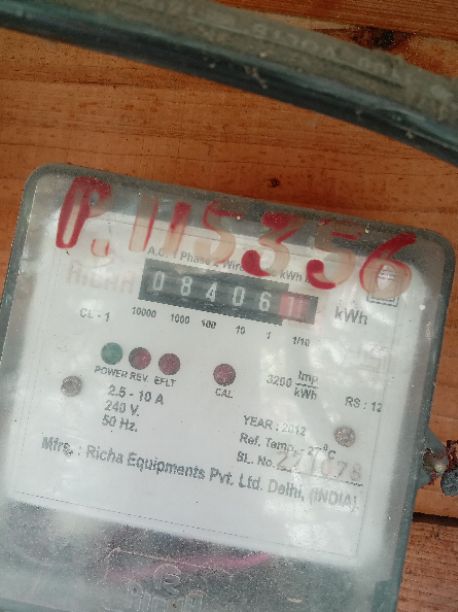 P. 115356
A.C. 1 Phase 2 Wire kWh
RICHA
08406 1 kWh
CL - 1 10000 1000 100 10 1 1/10
POWER REV EFLT CAL 3200 Imp/kWh
2.5 - 10 A RS : 12
240 V.
50 Hz. YEAR : 2012
Ref. Temp. : 27°C
SL. No.
Mfrs. : Richa Equipments Pvt. Ltd. Delhi, (INDIA)